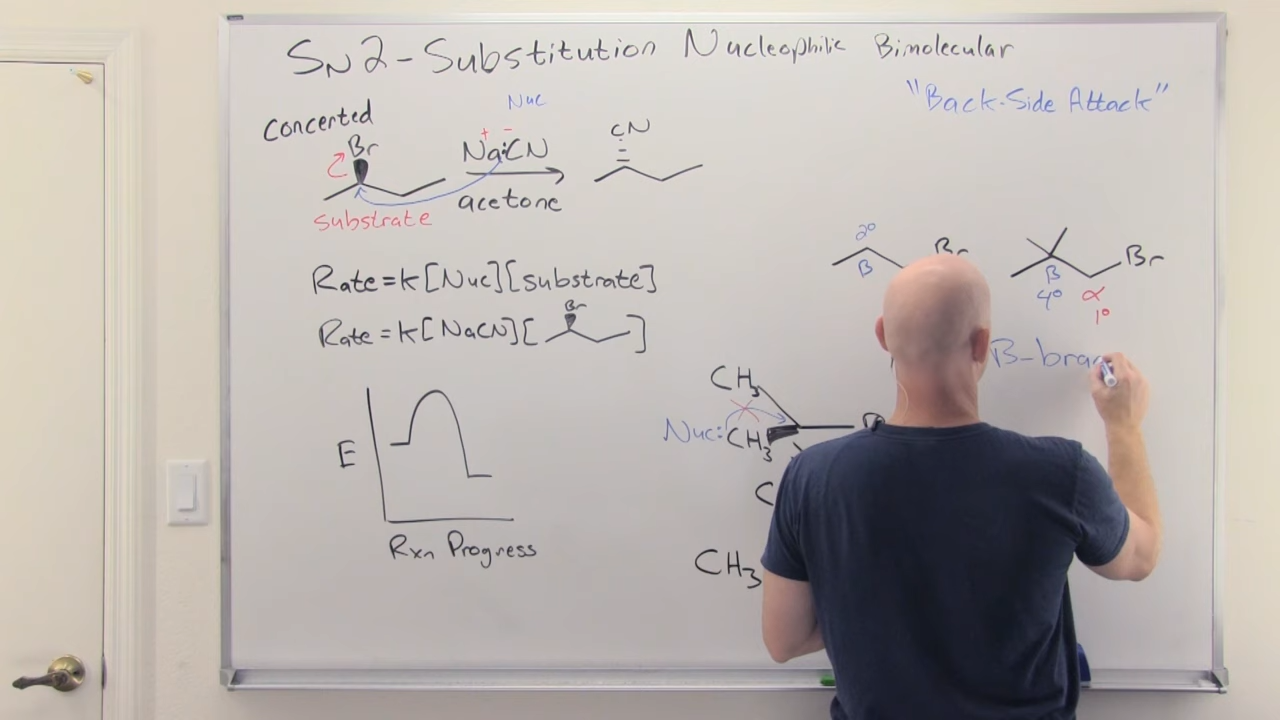 SN2 - Substitution Nucleophilic Bimolecular
"Back-Side Attack"
Concerted
Nuc
Br
+ -
Na:CN
acetone
CN
substrate
2°
B
Br
B
4°
Br
α
1°
Rate = k [Nuc][substrate]
Rate = k [NaCN][
Br
]
B-bran
CH3
Nuc:
CH3
CH3
E
Rxn Progress